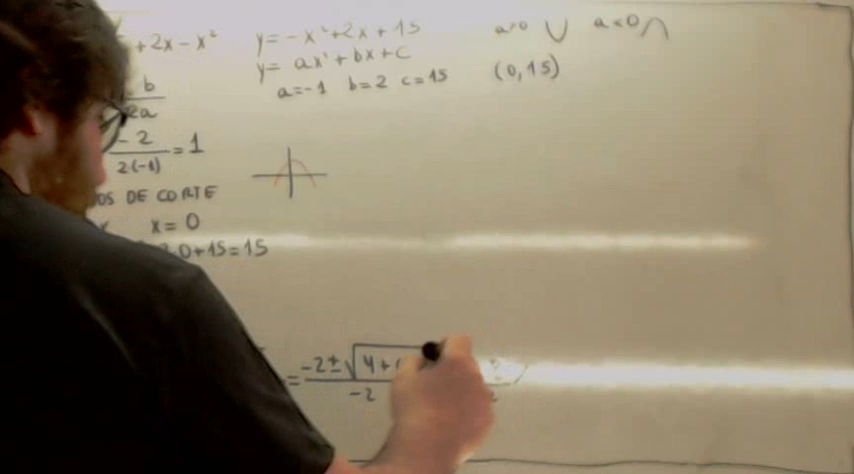 +2x-x² y=-x²+2x+15 a>0 ∪ a<0 ∩
y= ax²+bx+c
b a=-1 b=2 c=15 (0,15)
2a
-2/2(-1) =1
OS DE CORTE
x=0
0+15=15
= -2±√4+
-2